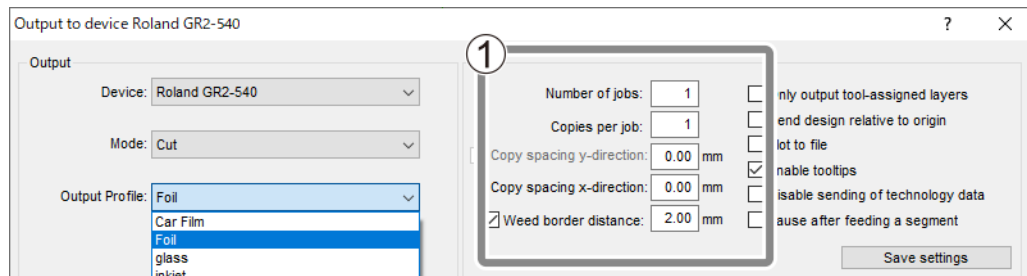 Output to device Roland GR2-540 ? ×
Output
Device: Roland GR2-540
Mode: Cut
Output Profile: Foil
Car Film
Foil
glass
1
Number of jobs: 1
Copies per job: 1
Copy spacing y-direction: 0.00 mm
Copy spacing x-direction: 0.00 mm
Weed border distance: 2.00 mm
nly output tool-assigned layers
end design relative to origin
lot to file
nable tooltips
isable sending of technology data
ause after feeding a segment
Save settings